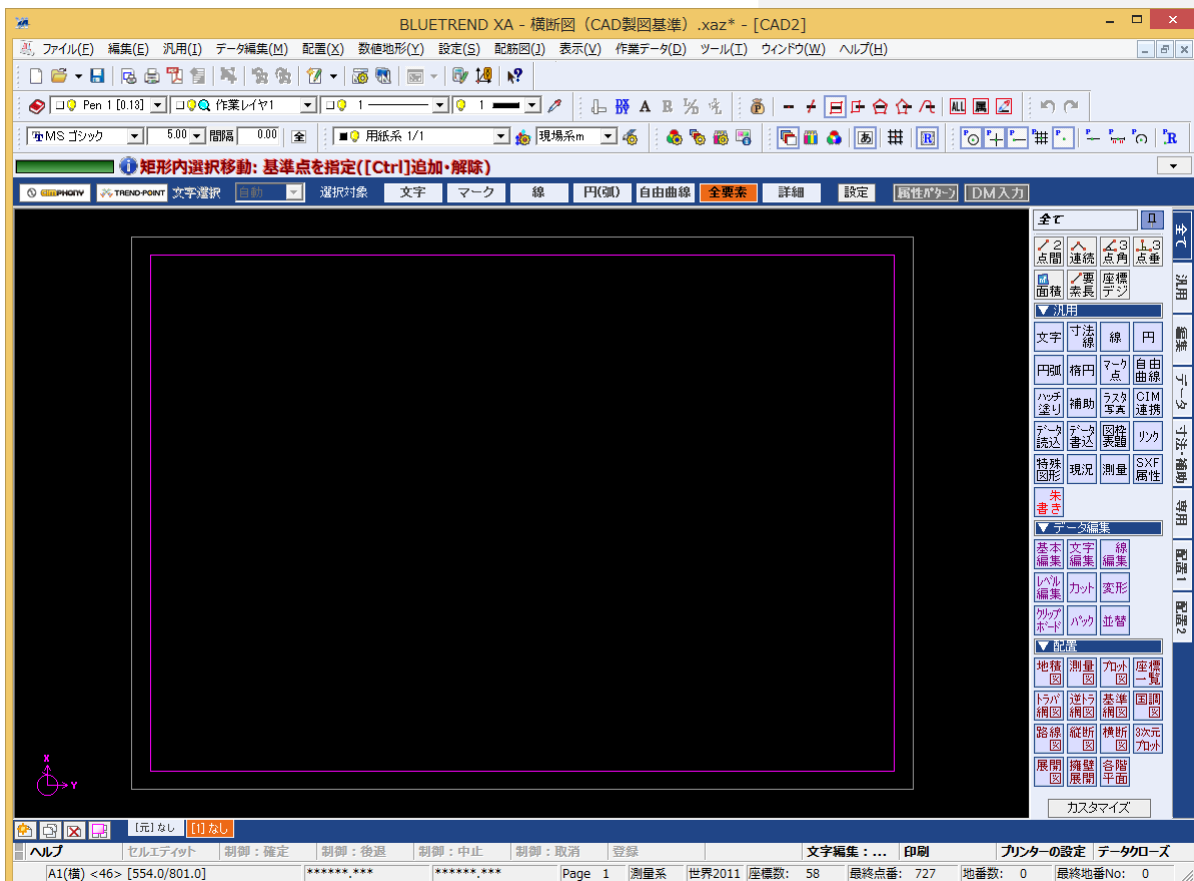 BLUETREND XA - 横断図（CAD製図基準）.xaz* - [CAD2]
ファイル(F) 編集(E) 汎用(I) データ編集(M) 配置(X) 数値地形(Y) 設定(S) 配筋図(J) 表示(V) 作業データ(D) ツール(T) ウィンドウ(W) ヘルプ(H)
Pen 1 [0.13] 作業レイヤ1 1 1 A R ALL
MS ゴシック 5.00 間隔 0.00 全 用紙系 1/1 現場系m あ R
矩形内選択移動: 基準点を指定([Ctrl]追加・解除)
TREND-POINT 文字選択 自動 選択対象 文字 マーク 線 円(弧) 自由曲線 全要素 詳細 設定 属性パターン DM入力
全て
2点間 連続 3点角 3点垂
面積 要素長 座標デジ
▼ 汎用
文字 寸法線 線 円
円弧 楕円 マーク点 自由曲線
ハッチ塗り 補助 ラスタ写真 CIM連携
データ読込 データ書込 図枠表題 リンク
特殊図形 現況 測量 SXF属性
朱書き
▼ データ編集
基本編集 文字編集 線編集
レベル編集 カット 変形
クリップボード パック 並替
▼ 配置
地積図 測量図 プロット図 座標一覧
トラバ網図 逆トラ網図 基準網図 国調図
路線図 縦断図 横断図 3次元プロット
展開図 擁壁展開 各階平面
カスタマイズ
全て
汎用
編集
データ
寸法・補助
専用
配置1
配置2
X
Y
[元] なし [1] なし
ヘルプ セルエディット 制御：確定 制御：後退 制御：中止 制御：取消 登録 文字編集：... 印刷 プリンターの設定 データクローズ
A1(横) <46> [554.0/801.0] ******.*** ******.*** Page 1 測量系 世界2011 座標数: 58 最終点番: 727 地番数: 0 最終地番No: 0